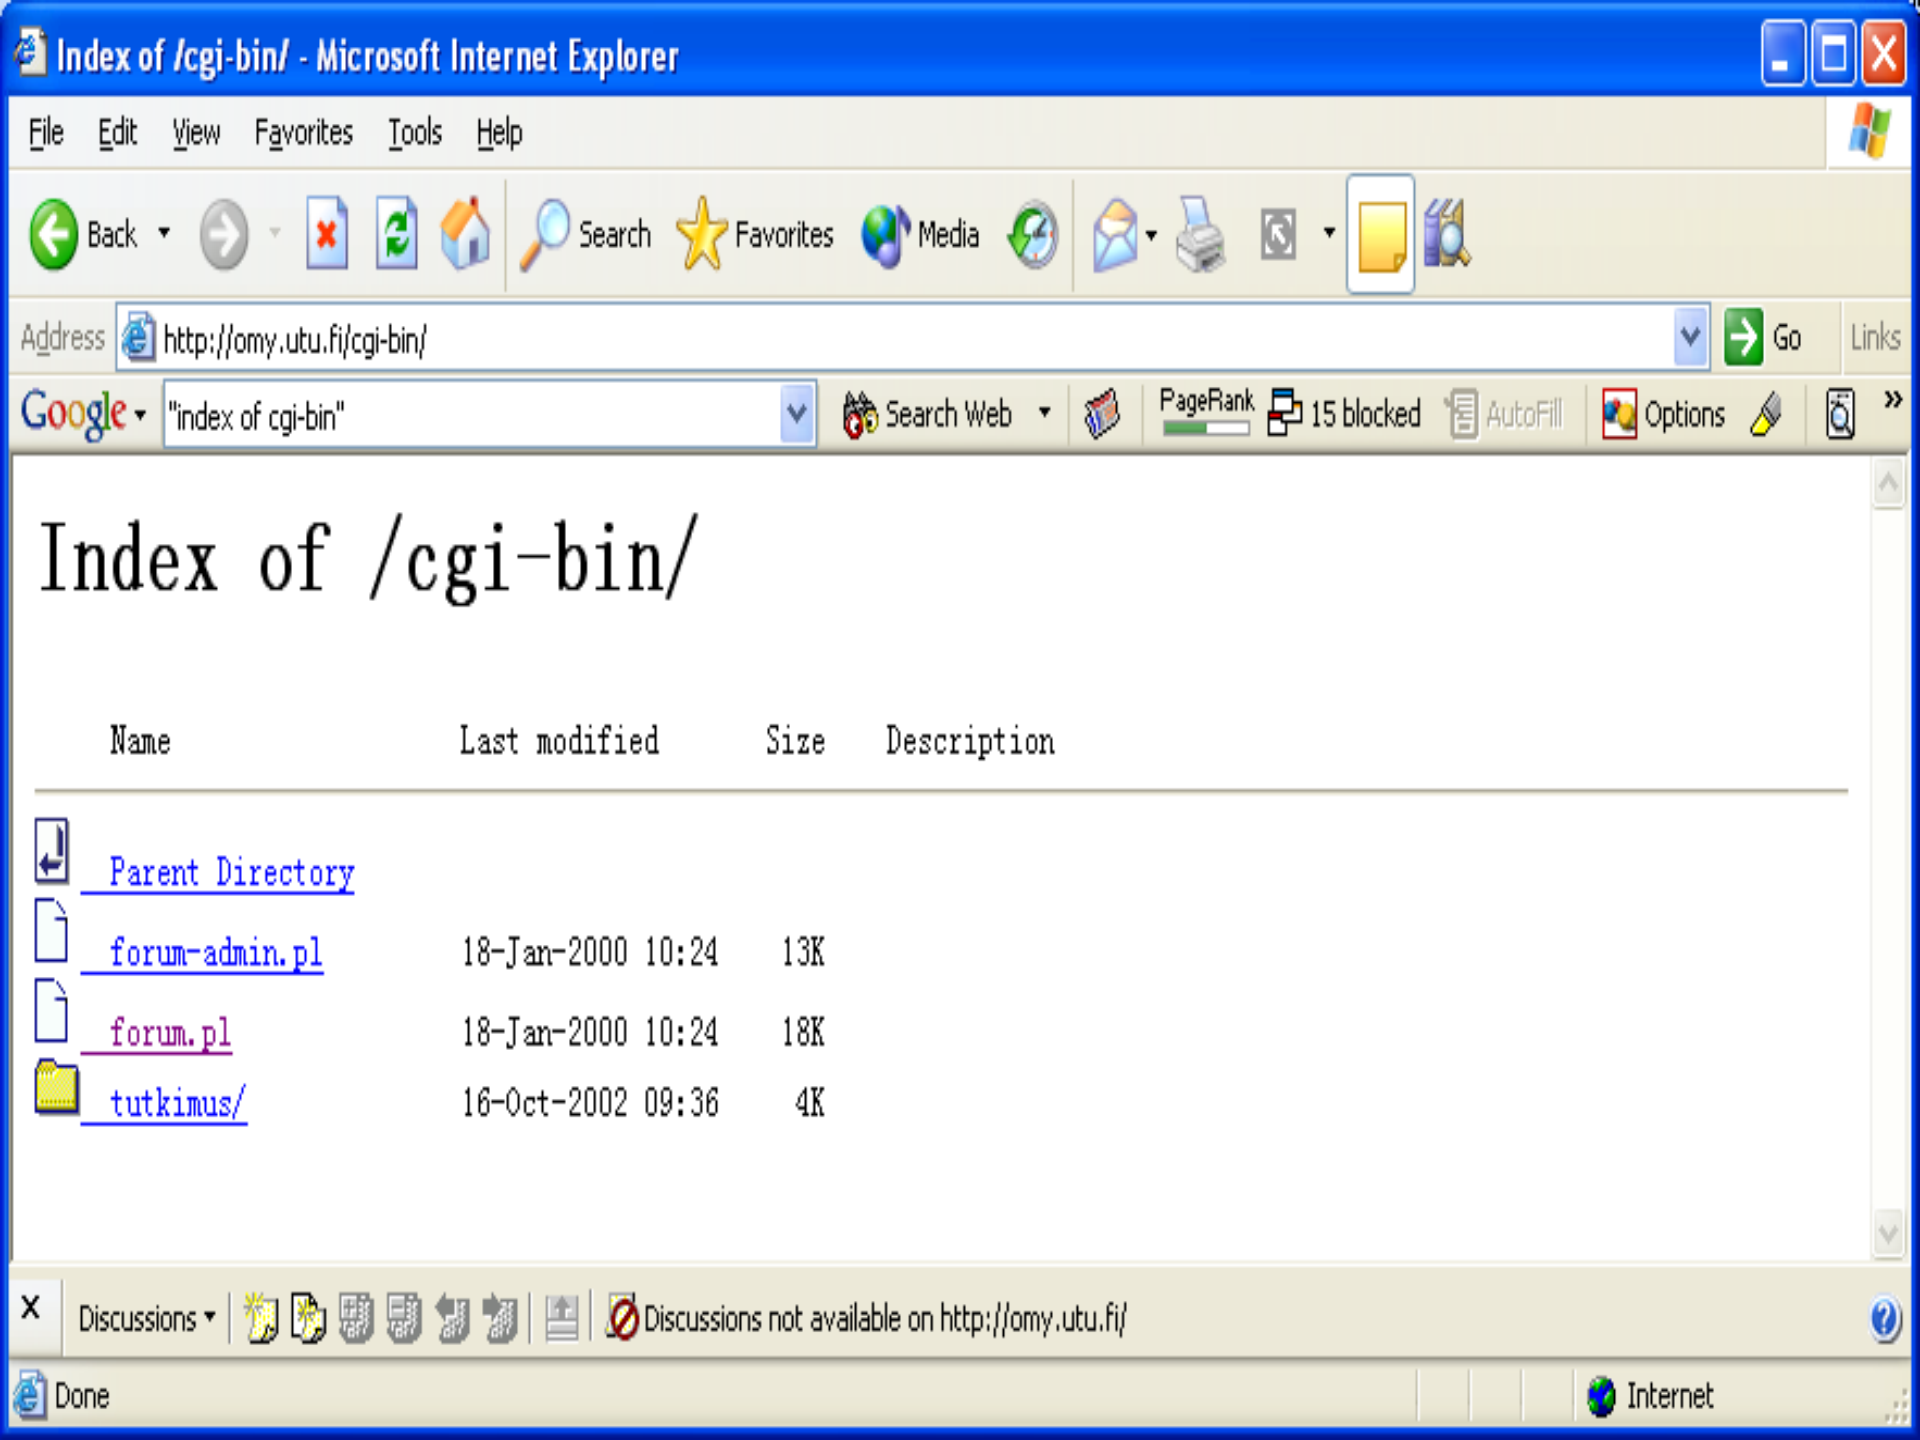 Index of /cgi-bin/ - Microsoft Internet Explorer
File Edit View Favorites Tools Help
Back Search Favorites Media
Address http://omy.utu.fi/cgi-bin/ Go Links
Google "index of cgi-bin" Search Web PageRank 15 blocked AutoFill Options »
Index of /cgi-bin/
Name Last modified Size Description
Parent Directory
forum-admin.pl 18-Jan-2000 10:24 13K
forum.pl 18-Jan-2000 10:24 18K
tutkimus/ 16-Oct-2002 09:36 4K
X Discussions Discussions not available on http://omy.utu.fi/
Done Internet